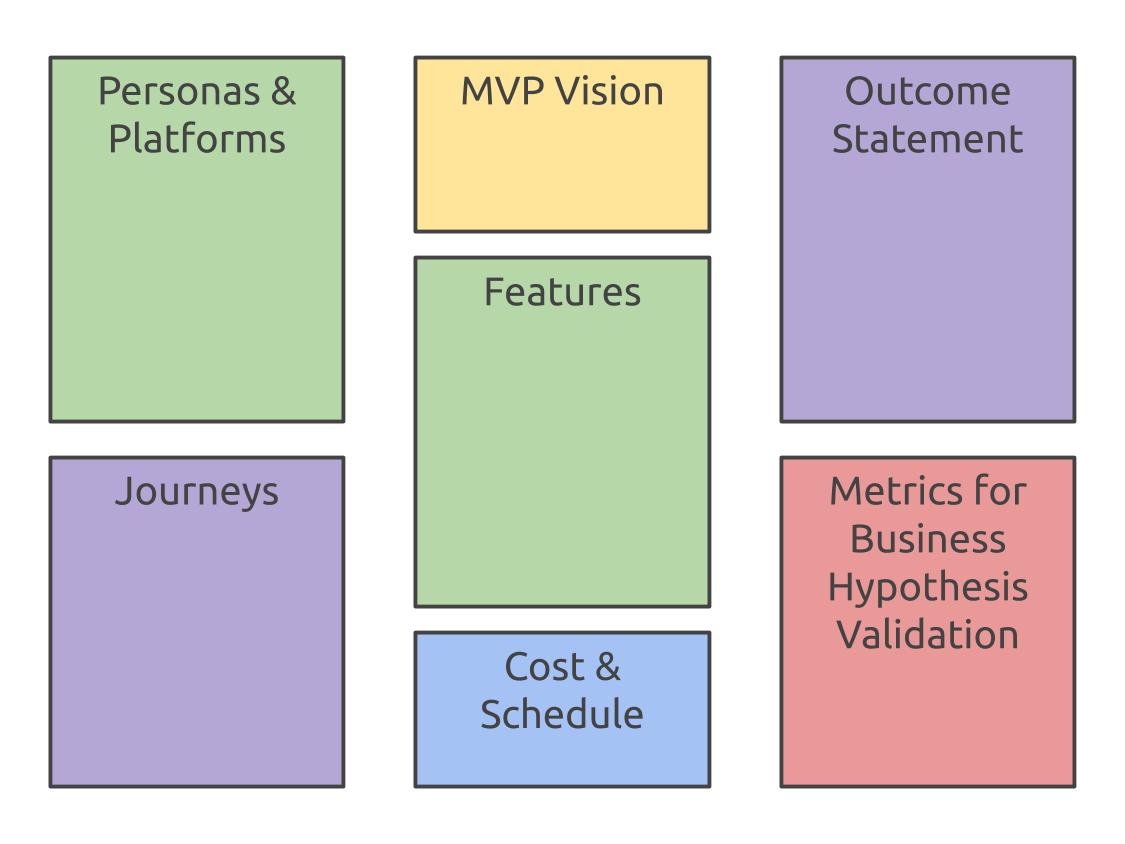 Personas &
Platforms
Journeys
MVP Vision
Features
Cost &
Schedule
Outcome
Statement
Metrics for
Business
Hypothesis
Validation